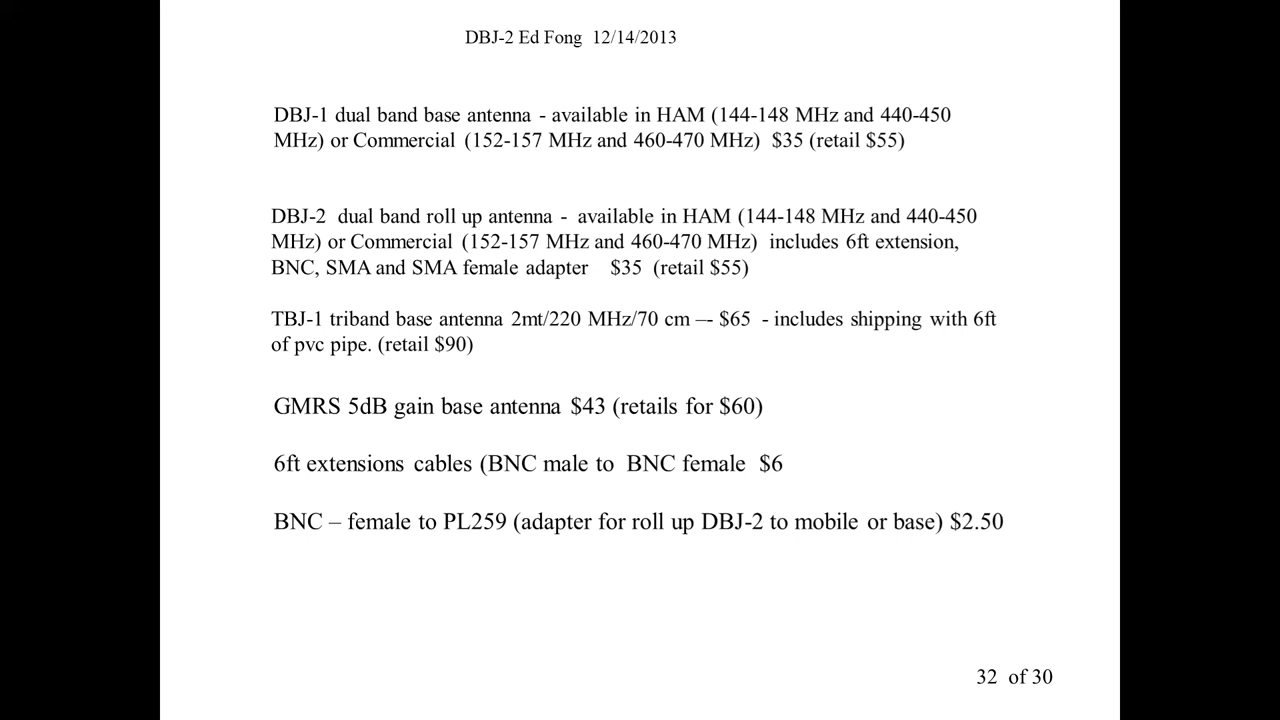 DBJ-2 Ed Fong 12/14/2013
DBJ-1 dual band base antenna - available in HAM (144-148 MHz and 440-450
MHz) or Commercial (152-157 MHz and 460-470 MHz) $35 (retail $55)
DBJ-2 dual band roll up antenna - available in HAM (144-148 MHz and 440-450
MHz) or Commercial (152-157 MHz and 460-470 MHz) includes 6ft extension,
BNC, SMA and SMA female adapter $35 (retail $55)
TBJ-1 triband base antenna 2mt/220 MHz/70 cm –- $65 - includes shipping with 6ft
of pvc pipe. (retail $90)
GMRS 5dB gain base antenna $43 (retails for $60)
6ft extensions cables (BNC male to BNC female $6
BNC – female to PL259 (adapter for roll up DBJ-2 to mobile or base) $2.50
32 of 30